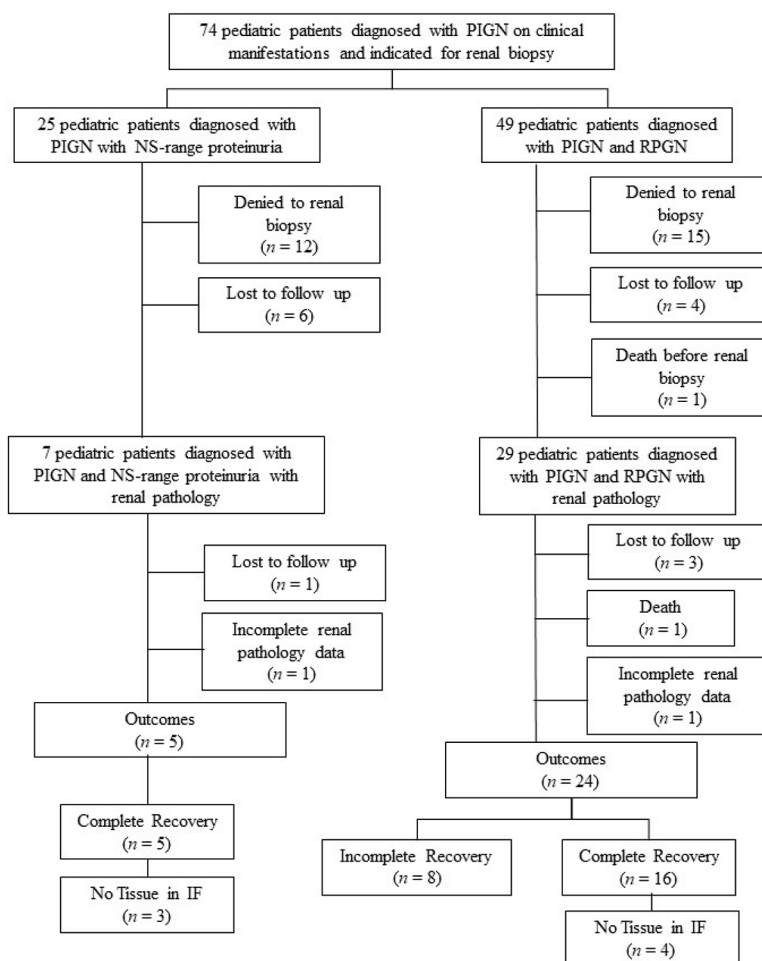 74 pediatric patients diagnosed with PIGN on clinical
manifestations and indicated for renal biopsy
25 pediatric patients diagnosed with
PIGN with NS-range proteinuria
49 pediatric patients diagnosed
with PIGN and RPGN
Denied to renal
biopsy
(n = 12)
Denied to renal
biopsy
(n = 15)
Lost to follow up
(n = 6)
Lost to follow up
(n = 4)
Death before renal
biopsy
(n = 1)
7 pediatric patients diagnosed with
PIGN and NS-range proteinuria with
renal pathology
29 pediatric patients diagnosed
with PIGN and RPGN with
renal pathology
Lost to follow up
(n = 1)
Lost to follow up
(n = 3)
Incomplete renal
pathology data
(n = 1)
Death
(n = 1)
Incomplete renal
pathology data
(n = 1)
Outcomes
(n = 5)
Outcomes
(n = 24)
Complete Recovery
(n = 5)
Incomplete Recovery
(n = 8)
Complete Recovery
(n = 16)
No Tissue in IF
(n = 3)
No Tissue in IF
(n = 4)